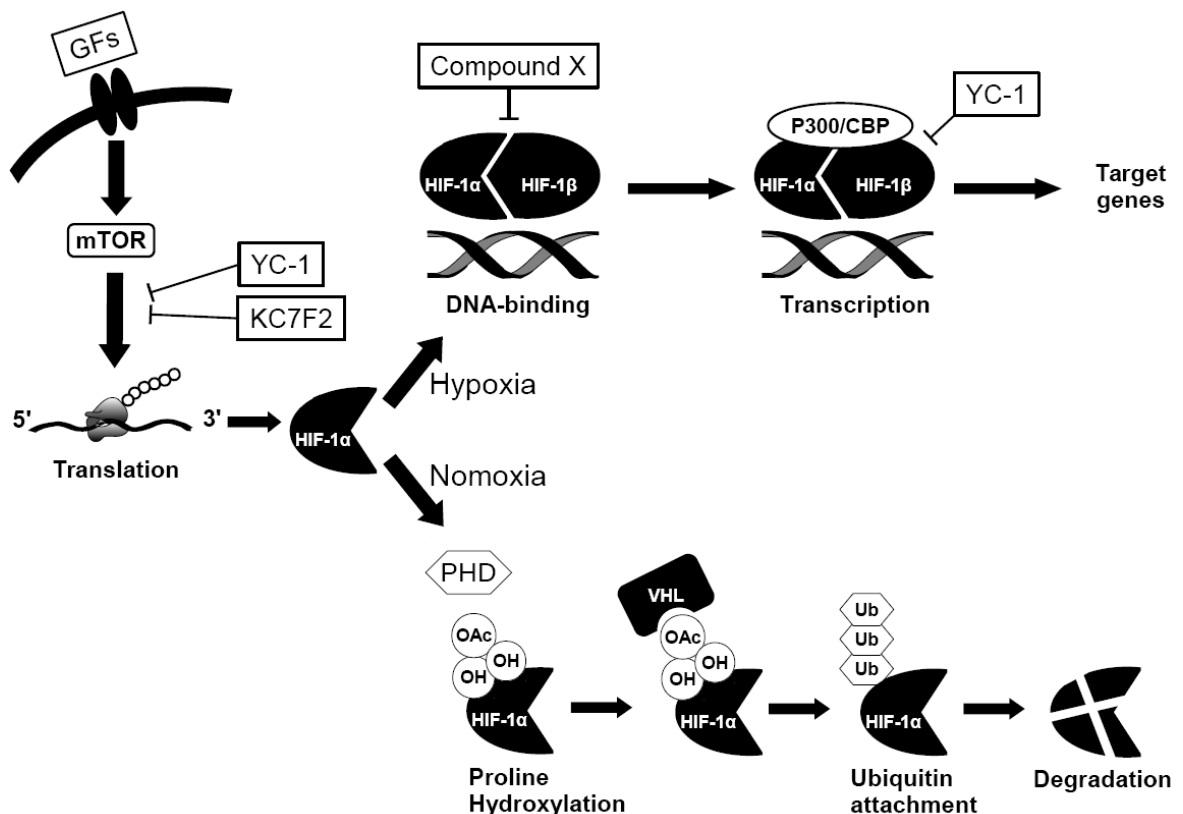 GFs
mTOR
YC-1
KC7F2
5'
3'
Translation
HIF-1α
Hypoxia
Nomoxia
Compound X
HIF-1α
HIF-1β
DNA-binding
P300/CBP
YC-1
HIF-1α
HIF-1β
Transcription
Target
genes
PHD
OAc
OH
OH
HIF-1α
Proline
Hydroxylation
VHL
OAc
OH
OH
HIF-1α
Ub
Ub
Ub
HIF-1α
Ubiquitin
attachment
Degradation